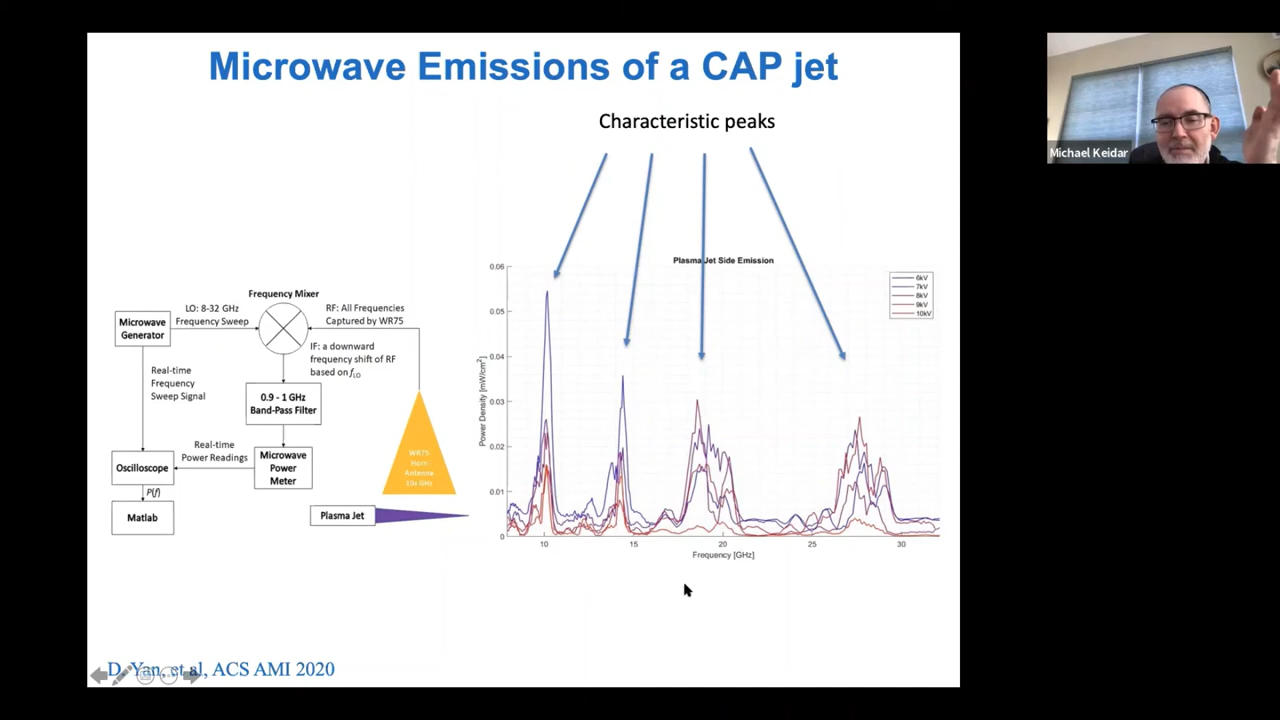 Microwave Emissions of a CAP jet
Characteristic peaks
Michael Keidar
Frequency Mixer
LO: 8-32 GHz
Frequency Sweep
RF: All Frequencies
Captured by WR75
Microwave
Generator
IF: a downward
frequency shift of RF
based on fLO
Real-time
Frequency
Sweep Signal
0.9 - 1 GHz
Band-Pass Filter
Real-time
Power Readings
Oscilloscope
Microwave
Power
Meter
WR75
Horn
Antenna
P(f)
Matlab
Plasma Jet
Plasma Jet Side Emission
6kV
7kV
8kV
9kV
10kV
Power Density [mW/cm2]
0.06
0.05
0.04
0.03
0.02
0.01
0
10
15
20
25
30
Frequency [GHz]
D. Yan, et al, ACS AMI 2020